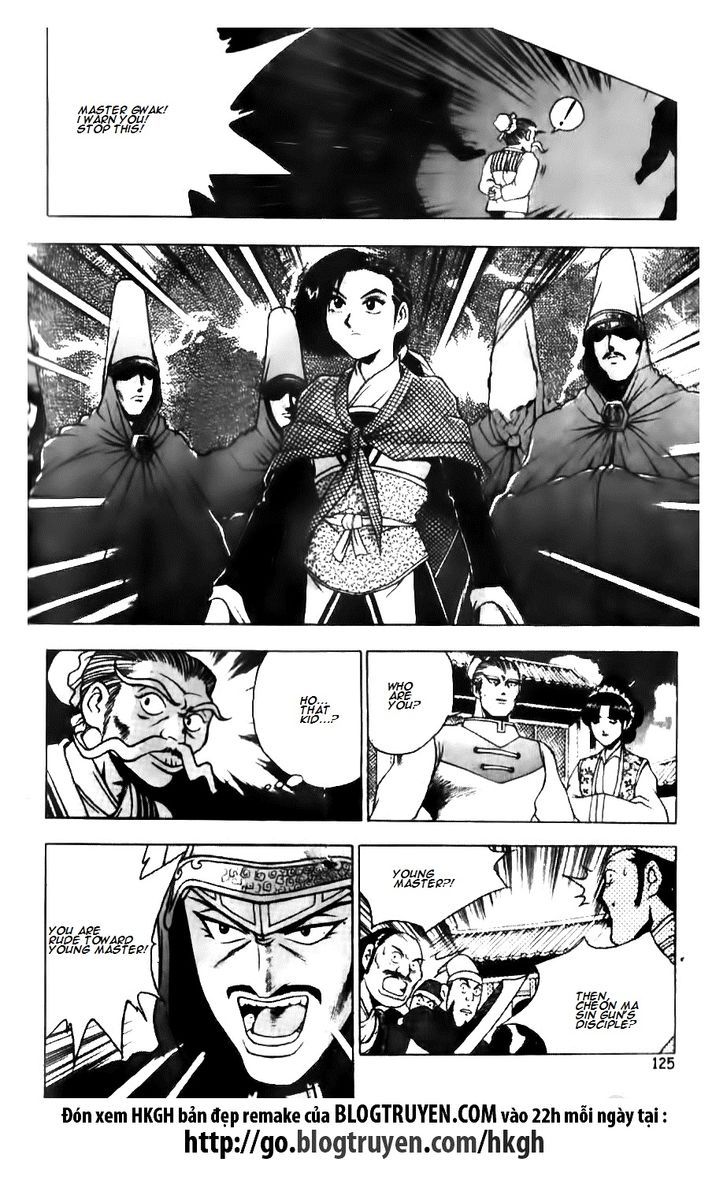 MASTER GWAK!
I WARN YOU!
STOP THIS!
!
HO...
THAT
KID...?
WHO
ARE
YOU?
YOU ARE
RUDE TOWARD
YOUNG MASTER!
YOUNG
MASTER?!
THEN,
CHEON MA
SIN GUN'S
DISCIPLE?
125
Đón xem HKGH bản đẹp remake của BLOGTRUYEN.COM vào 22h mỗi ngày tại :
http://go.blogtruyen.com/hkgh